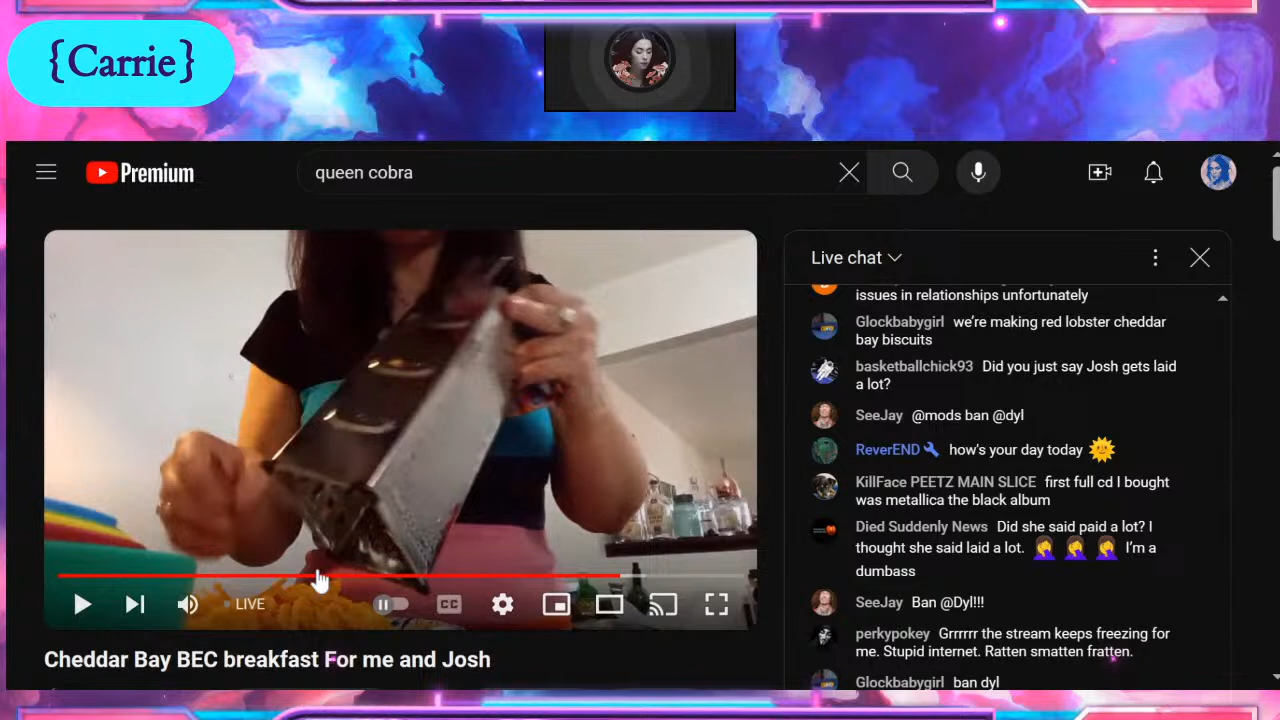 {Carrie}
Premium
queen cobra
Live chat
issues in relationships unfortunately
Glockbabygirl we're making red lobster cheddar
bay biscuits
basketballchick93 Did you just say Josh gets laid
a lot?
SeeJay @mods ban @dyl
ReverEND how's your day today
KillFace PEETZ MAIN SLICE first full cd I bought
was metallica the black album
Died Suddenly News Did she said paid a lot? I
thought she said laid a lot. I'm a
dumbass
SeeJay Ban @Dyl!!!
perkypokey Grrrrrr the stream keeps freezing for
me. Stupid internet. Ratten smatten fratten.
Glockbabygirl ban dyl
LIVE
CC
Cheddar Bay BEC breakfast For me and Josh